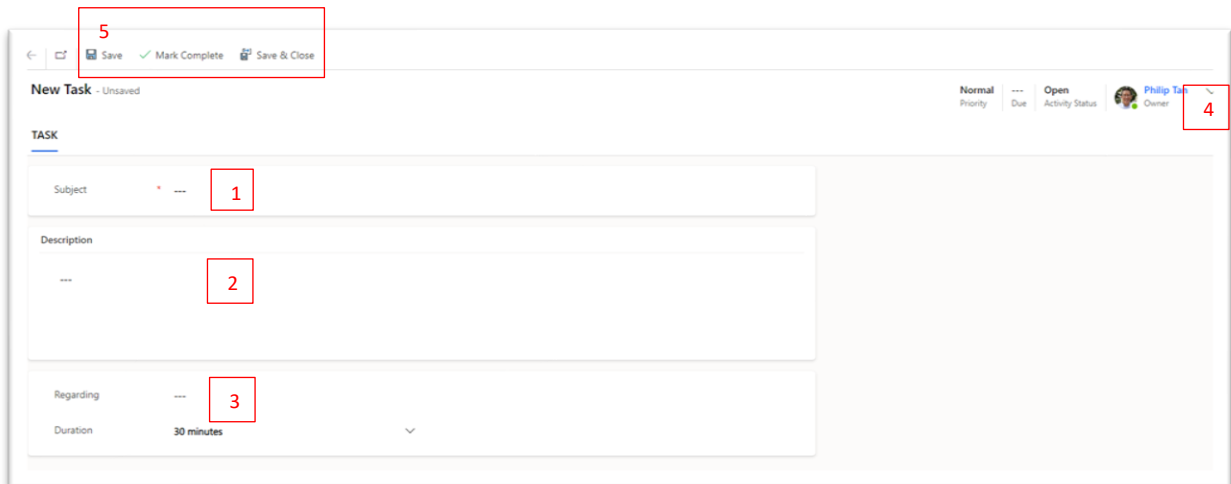 5
Save Mark Complete Save & Close
New Task - Unsaved
Normal --- Open Philip Tan
Priority Due Activity Status Owner
4
TASK
Subject * --- 1
Description
--- 2
Regarding --- 3
Duration 30 minutes